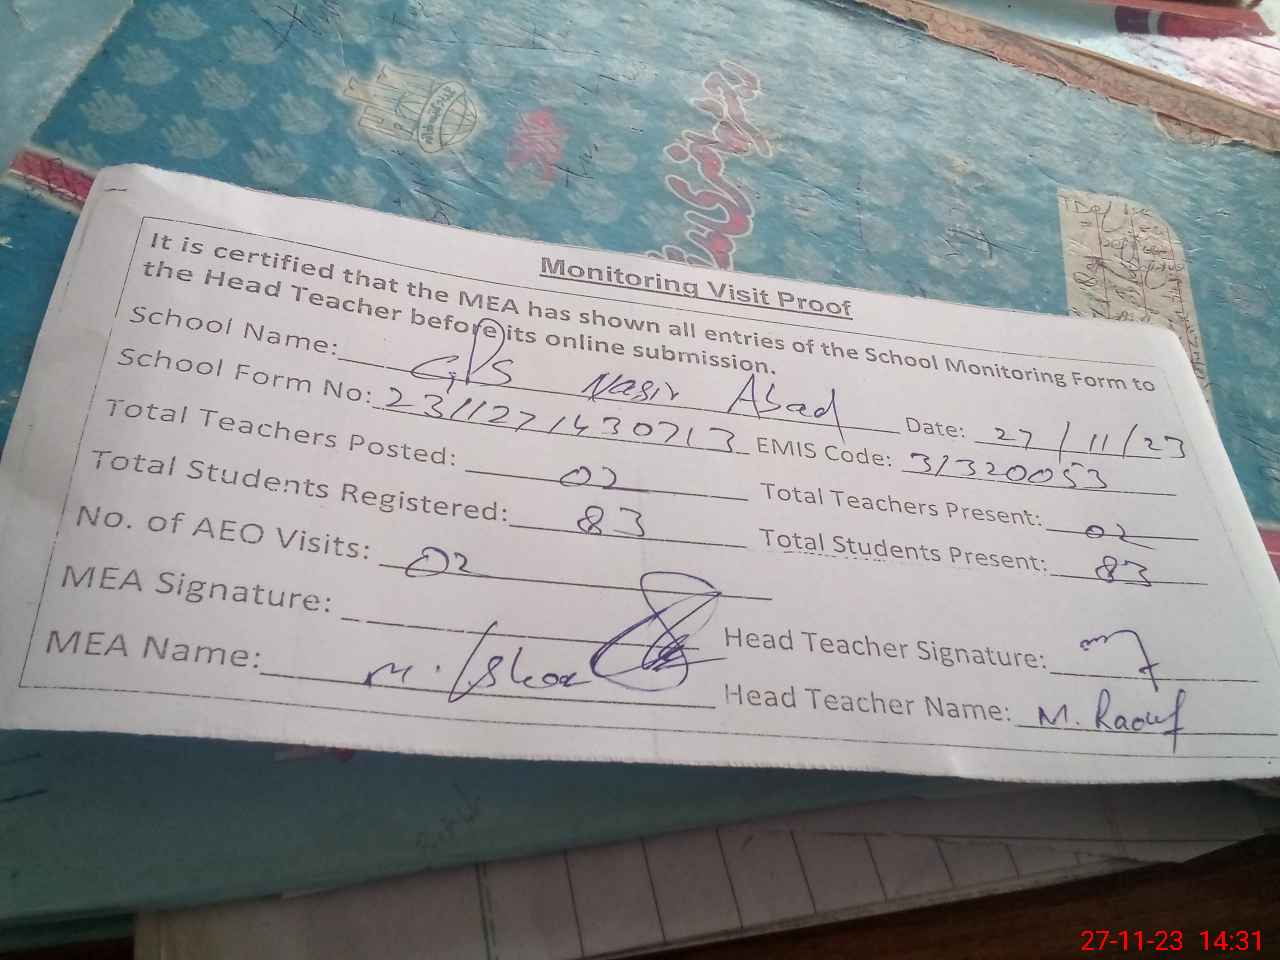 Monitoring Visit Proof
It is certified that the MEA has shown all entries of the School Monitoring Form to
the Head Teacher before its online submission.
School Name: GPS Nasir Abad Date: 27/11/23
School Form No: 2311271430713 EMIS Code: 31320053
Total Teachers Posted: 02 Total Teachers Present: 02
Total Students Registered: 83 Total Students Present: 83
No. of AEO Visits: 02
MEA Signature: Head Teacher Signature:
MEA Name: M. Head Teacher Name: M. Raouf
27-11-23 14:31